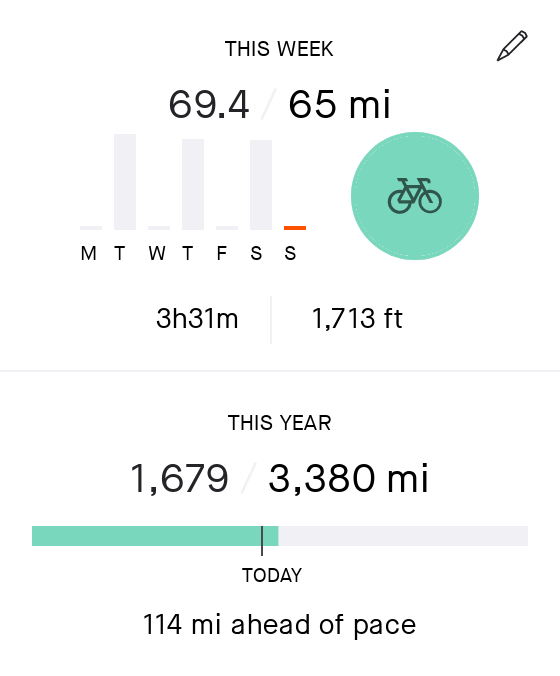 THIS WEEK
69.4 / 65 mi
M T W T F S S
3h31m 1,713 ft
THIS YEAR
1,679 / 3,380 mi
TODAY
114 mi ahead of pace